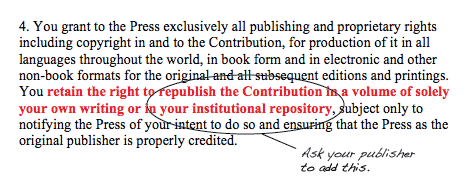 4. You grant to the Press exclusively all publishing and proprietary rights
including copyright in and to the Contribution, for production of it in all
languages throughout the world, in book form and in electronic and other
non-book formats for the original and all subsequent editions and printings.
You retain the right to republish the Contribution in a volume of solely
your own writing or in your institutional repository, subject only to
notifying the Press of your intent to do so and ensuring that the Press as the
original publisher is properly credited.
Ask your publisher
to add this.